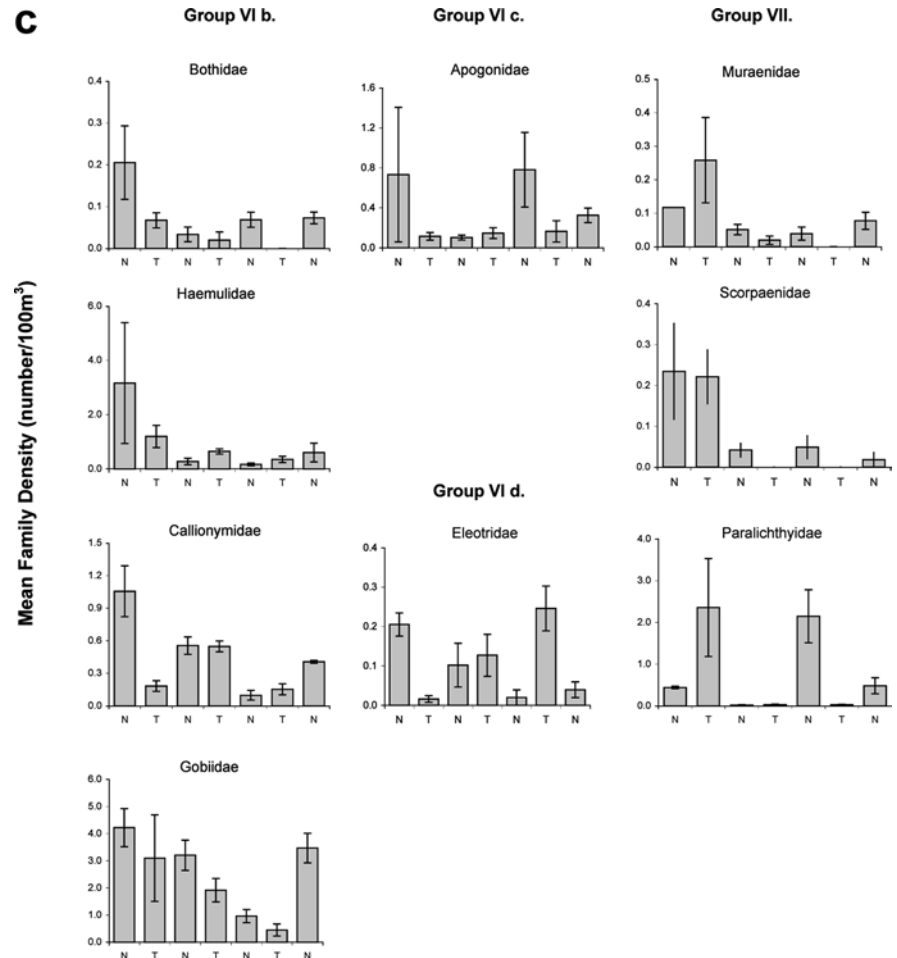 C
Group VI b.
Group VI c.
Group VII.
Mean Family Density (number/100m³)
Bothidae
0.4
0.3
0.2
0.1
0.0
N T N T N T N
Apogonidae
1.6
1.2
0.8
0.4
0.0
N T N T N T N
Muraenidae
0.5
0.4
0.3
0.2
0.1
0.0
N T N T N T N
Haemulidae
6.0
4.0
2.0
0.0
N T N T N T N
Scorpaenidae
0.4
0.3
0.2
0.1
0.0
N T N T N T N
Group VI d.
Callionymidae
1.5
1.2
0.9
0.6
0.3
0.0
N T N T N T N
Eleotridae
0.4
0.3
0.2
0.1
0.0
N T N T N T N
Paralichthyidae
4.0
3.0
2.0
1.0
0.0
N T N T N T N
Gobiidae
6.0
5.0
4.0
3.0
2.0
1.0
0.0
N T N T N T N